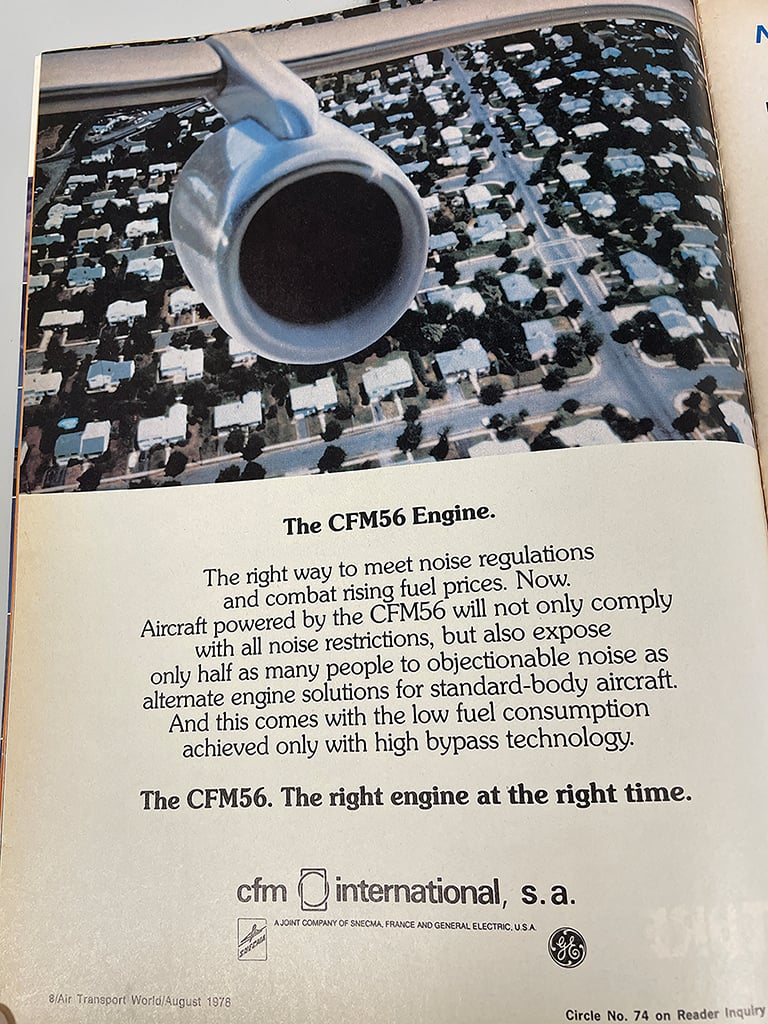 The CFM56 Engine.
The right way to meet noise regulations
and combat rising fuel prices. Now.
Aircraft powered by the CFM56 will not only comply
with all noise restrictions, but also expose
only half as many people to objectionable noise as
alternate engine solutions for standard-body aircraft.
And this comes with the low fuel consumption
achieved only with high bypass technology.
The CFM56. The right engine at the right time.
cfm international, s.a.
A JOINT COMPANY OF SNECMA, FRANCE AND GENERAL ELECTRIC, U.S.A.
SNECMA
GE
8/Air Transport World/August 1978
Circle No. 74 on Reader Inquiry